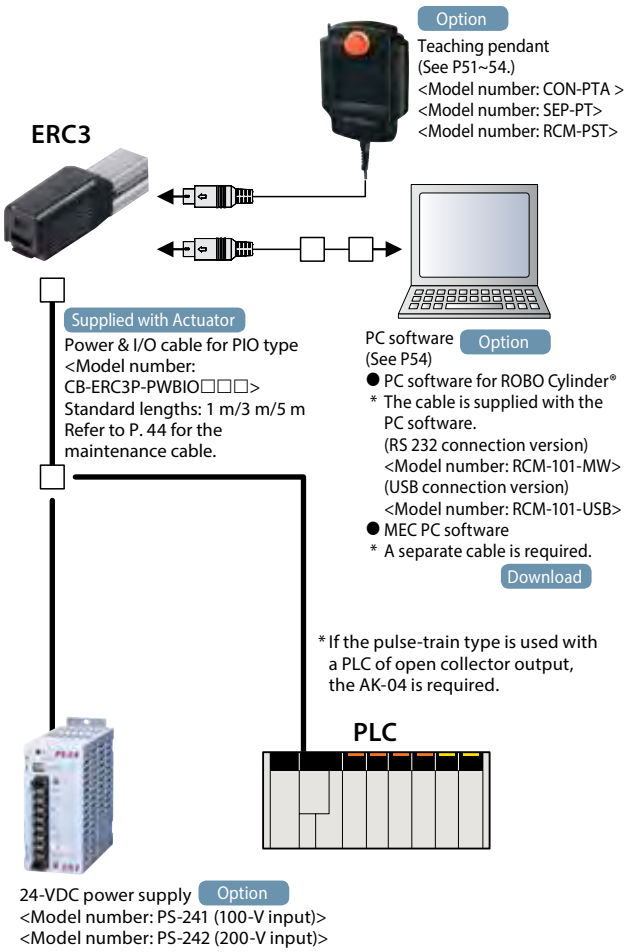 Option
Teaching pendant
(See P51~54.)
<Model number: CON-PTA >
<Model number: SEP-PT>
<Model number: RCM-PST>
ERC3
Supplied with Actuator
Power & I/O cable for PIO type
<Model number:
CB-ERC3P-PWBIO□□□>
Standard lengths: 1 m/3 m/5 m
Refer to P. 44 for the
maintenance cable.
PC software Option
(See P54)
● PC software for ROBO Cylinder®
* The cable is supplied with the
PC software.
(RS 232 connection version)
<Model number: RCM-101-MW>
(USB connection version)
<Model number: RCM-101-USB>
● MEC PC software
* A separate cable is required.
Download
* If the pulse-train type is used with
a PLC of open collector output,
the AK-04 is required.
PLC
24-VDC power supply Option
<Model number: PS-241 (100-V input)>
<Model number: PS-242 (200-V input)>